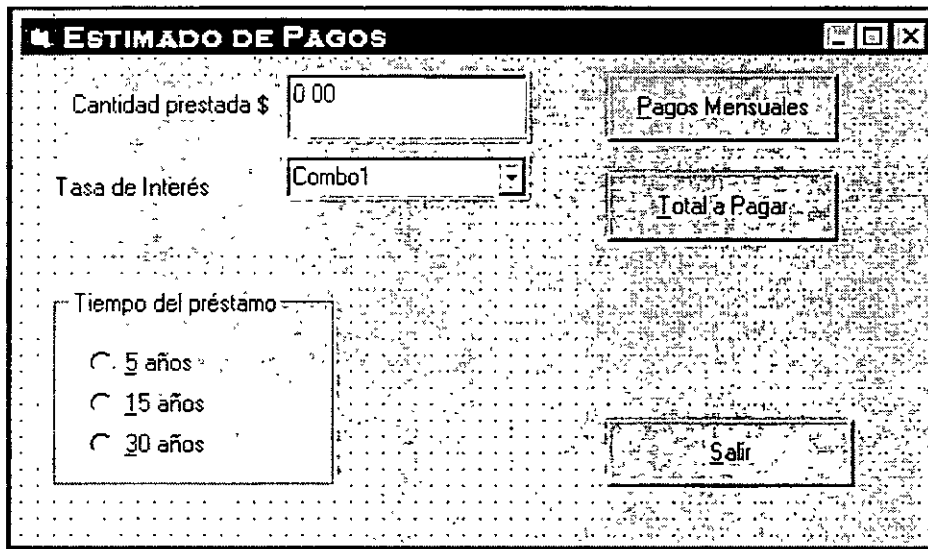 ESTIMADO DE PAGOS
Cantidad prestada $
0 00
Pagos Mensuales
Tasa de Interés
Combo1
Total a Pagar
Tiempo del préstamo
5 años
15 años
30 años
Salir